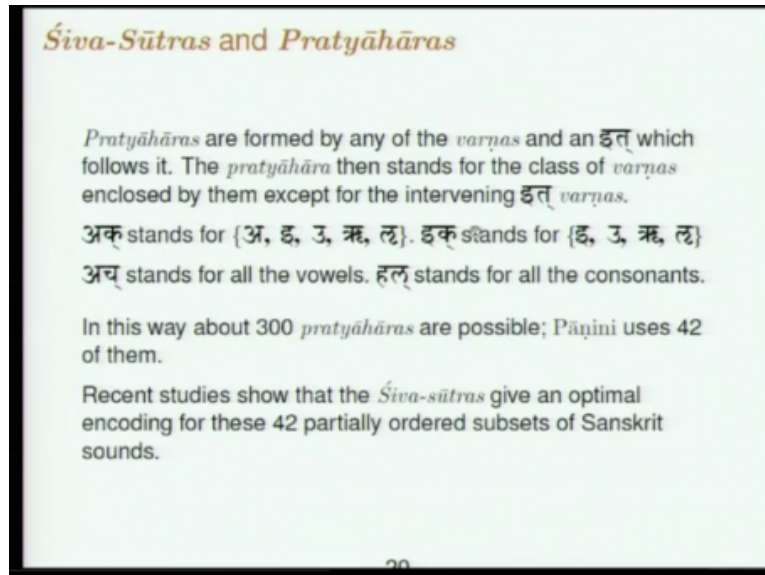 Śiva-Sūtras and Pratyāhāras
Pratyāhāras are formed by any of the varṇas and an इत् which
follows it. The pratyāhāra then stands for the class of varṇas
enclosed by them except for the intervening इत् varṇas.
अक् stands for {अ, इ, उ, ऋ, ऌ}. इक् stands for {इ, उ, ऋ, ऌ}
अच् stands for all the vowels. हल् stands for all the consonants.
In this way about 300 pratyāhāras are possible; Pāṇini uses 42
of them.
Recent studies show that the Śiva-sūtras give an optimal
encoding for these 42 partially ordered subsets of Sanskrit
sounds.